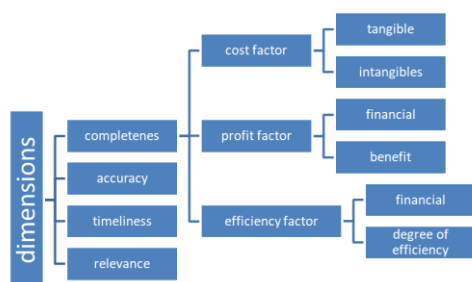 dimensions
completenes
accuracy
timeliness
relevance
cost factor
profit factor
efficiency factor
tangible
intangibles
financial
benefit
financial
degree of
efficiency